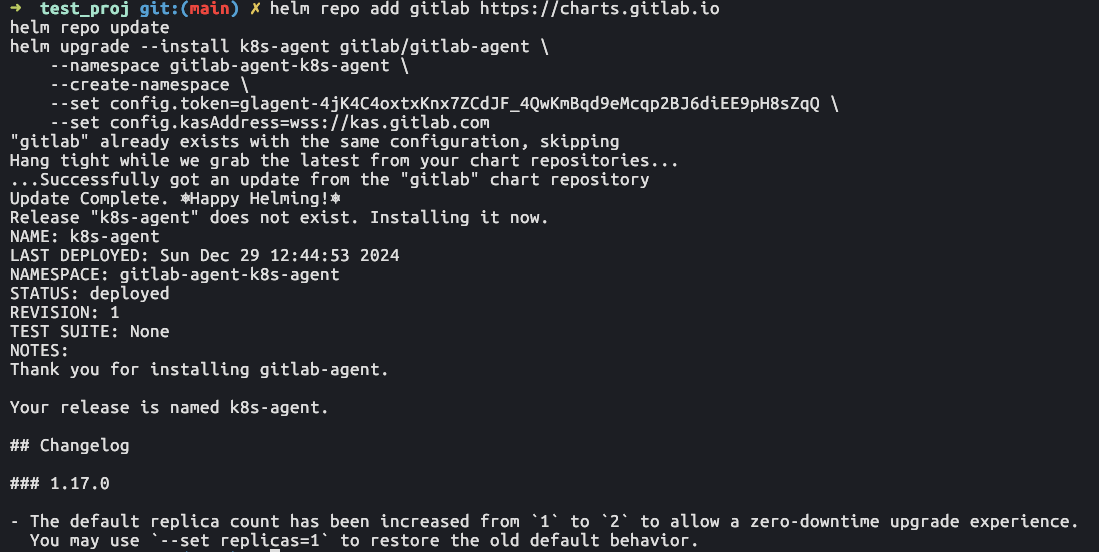 ➜ test_proj git:(main) ✗ helm repo add gitlab https://charts.gitlab.io
helm repo update
helm upgrade --install k8s-agent gitlab/gitlab-agent \
    --namespace gitlab-agent-k8s-agent \
    --create-namespace \
    --set config.token=glagent-4jK4C4oxtxKnx7ZCdJF_4QwKmBqd9eMcqp2BJ6diEE9pH8sZqQ \
    --set config.kasAddress=wss://kas.gitlab.com
"gitlab" already exists with the same configuration, skipping
Hang tight while we grab the latest from your chart repositories...
...Successfully got an update from the "gitlab" chart repository
Update Complete. ⎈Happy Helming!⎈
Release "k8s-agent" does not exist. Installing it now.
NAME: k8s-agent
LAST DEPLOYED: Sun Dec 29 12:44:53 2024
NAMESPACE: gitlab-agent-k8s-agent
STATUS: deployed
REVISION: 1
TEST SUITE: None
NOTES:
Thank you for installing gitlab-agent.

Your release is named k8s-agent.

## Changelog

### 1.17.0

- The default replica count has been increased from `1` to `2` to allow a zero-downtime upgrade experience.
  You may use `--set replicas=1` to restore the old default behavior.